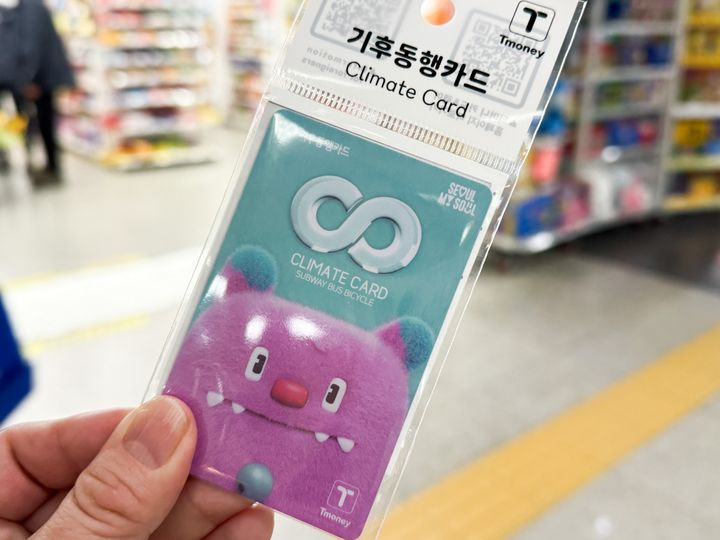 Tmoney
기후동행카드
Climate Card
SEOUL
MY SOUL
CLIMATE CARD
SUBWAY BUS BICYCLE
Tmoney